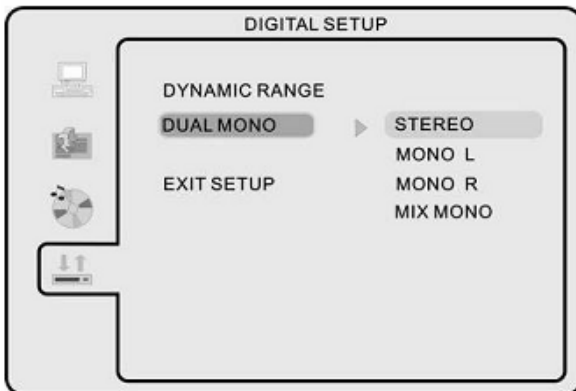 DIGITAL SETUP
DYNAMIC RANGE
DUAL MONO
EXIT SETUP
STEREO
MONO L
MONO R
MIX MONO